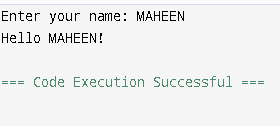 Enter your name: MAHEEN
Hello MAHEEN!
=== Code Execution Successful ===